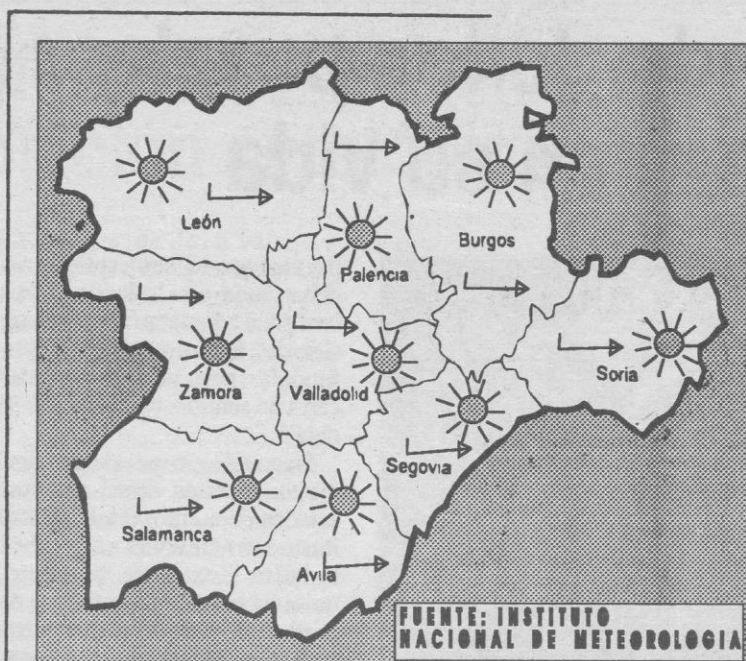 León
Burgos
Palencia
Soria
Zamora
Valladolid
Segovia
Salamanca
Avila
FUENTE: INSTITUTO
NACIONAL DE METEOROLOGIA